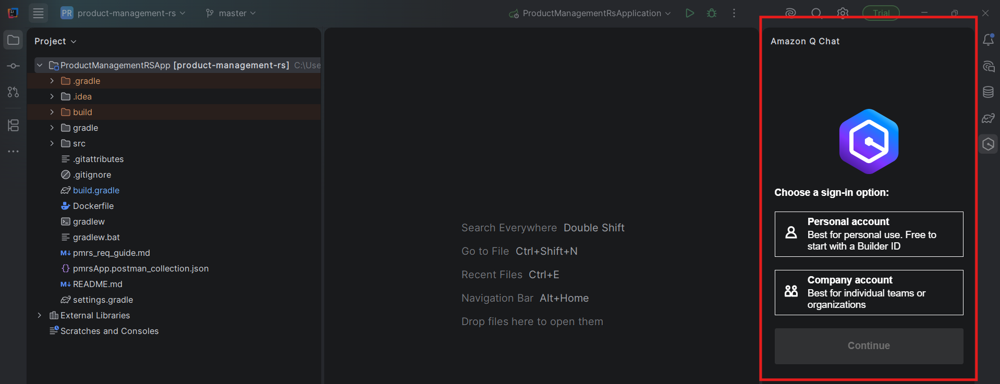 PR product-management-rs
master
ProductManagementRsApplication
Trial
Project
ProductManagementRSApp [product-management-rs] C:\Use
.gradle
.idea
build
gradle
src
.gitattributes
.gitignore
build.gradle
Dockerfile
gradlew
gradlew.bat
M↓ pmrs_req_guide.md
{} pmrsApp.postman_collection.json
M↓ README.md
settings.gradle
External Libraries
Scratches and Consoles
Search Everywhere Double Shift
Go to File Ctrl+Shift+N
Recent Files Ctrl+E
Navigation Bar Alt+Home
Drop files here to open them
Amazon Q Chat
Choose a sign-in option:
Personal account
Best for personal use. Free to
start with a Builder ID
Company account
Best for individual teams or
organizations
Continue